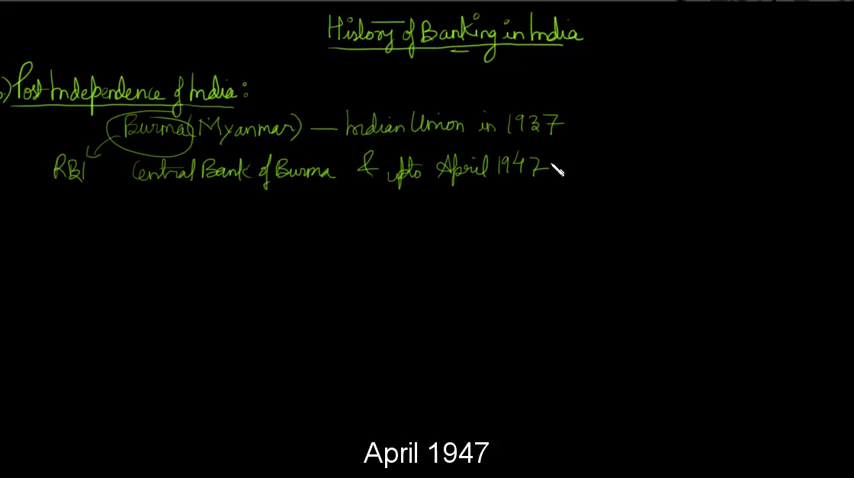 History of Banking in India
.) Post Independence of India:
Burma (Myanmar) — Indian Union in 1937
RBI Central Bank of Burma & upto April 1947
April 1947